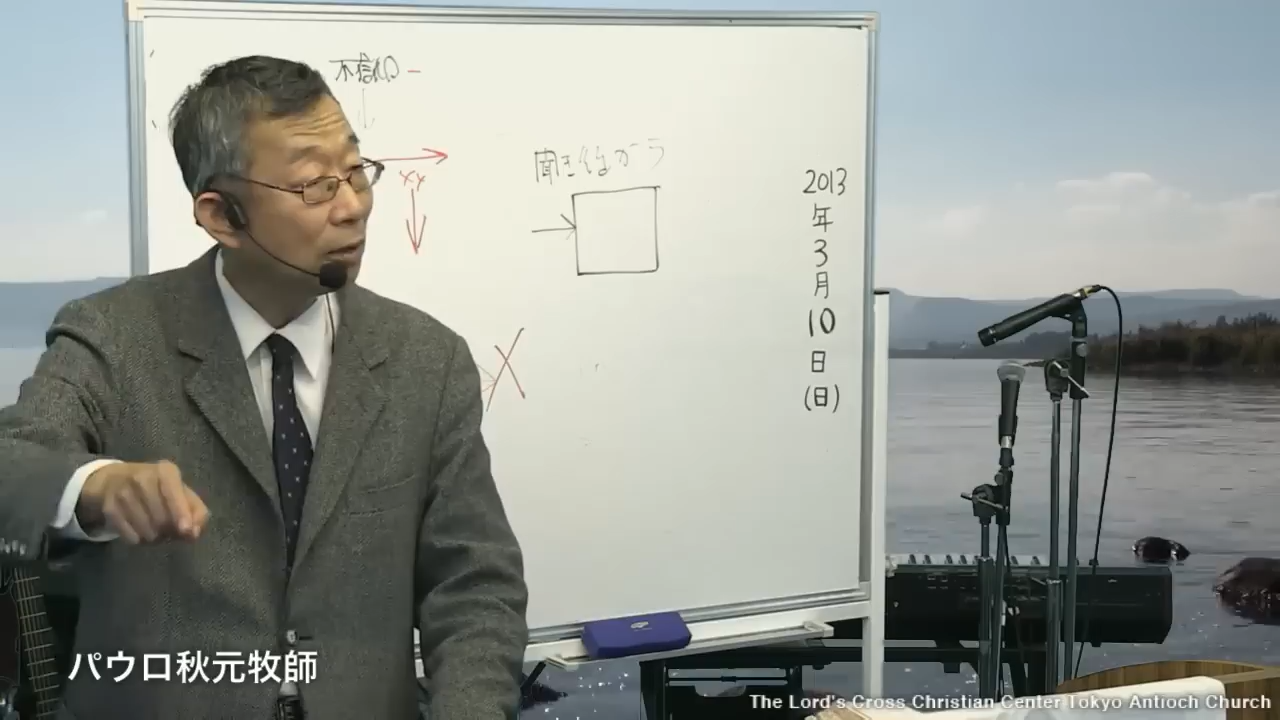 不信仰
聞き従がう
2013
年
3
月
10
日
(日)
パウロ秋元牧師
The Lord's Cross Christian Center Tokyo Antioch Church